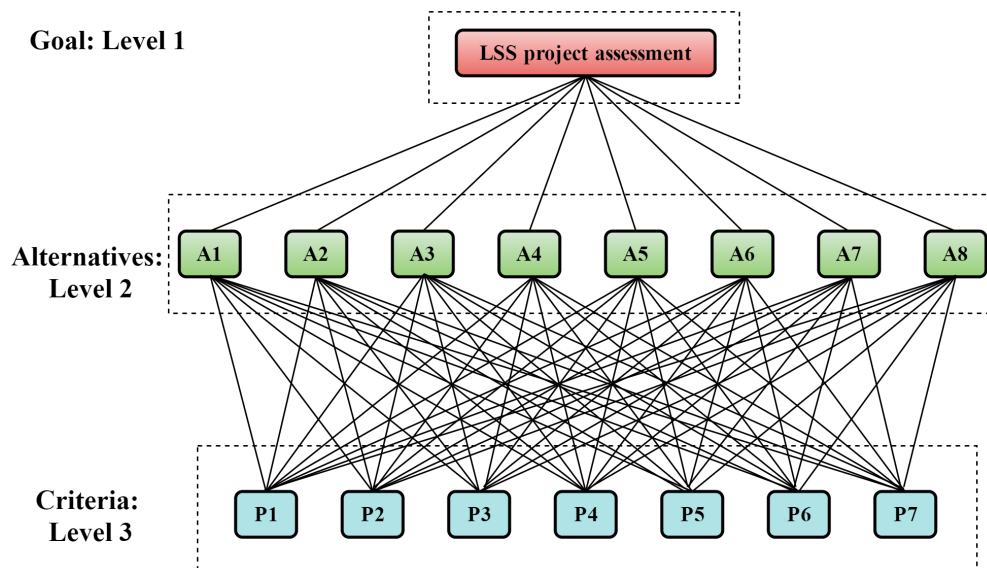 Goal: Level 1
LSS project assessment
Alternatives:
Level 2
A1 A2 A3 A4 A5 A6 A7 A8
Criteria:
Level 3
P1 P2 P3 P4 P5 P6 P7